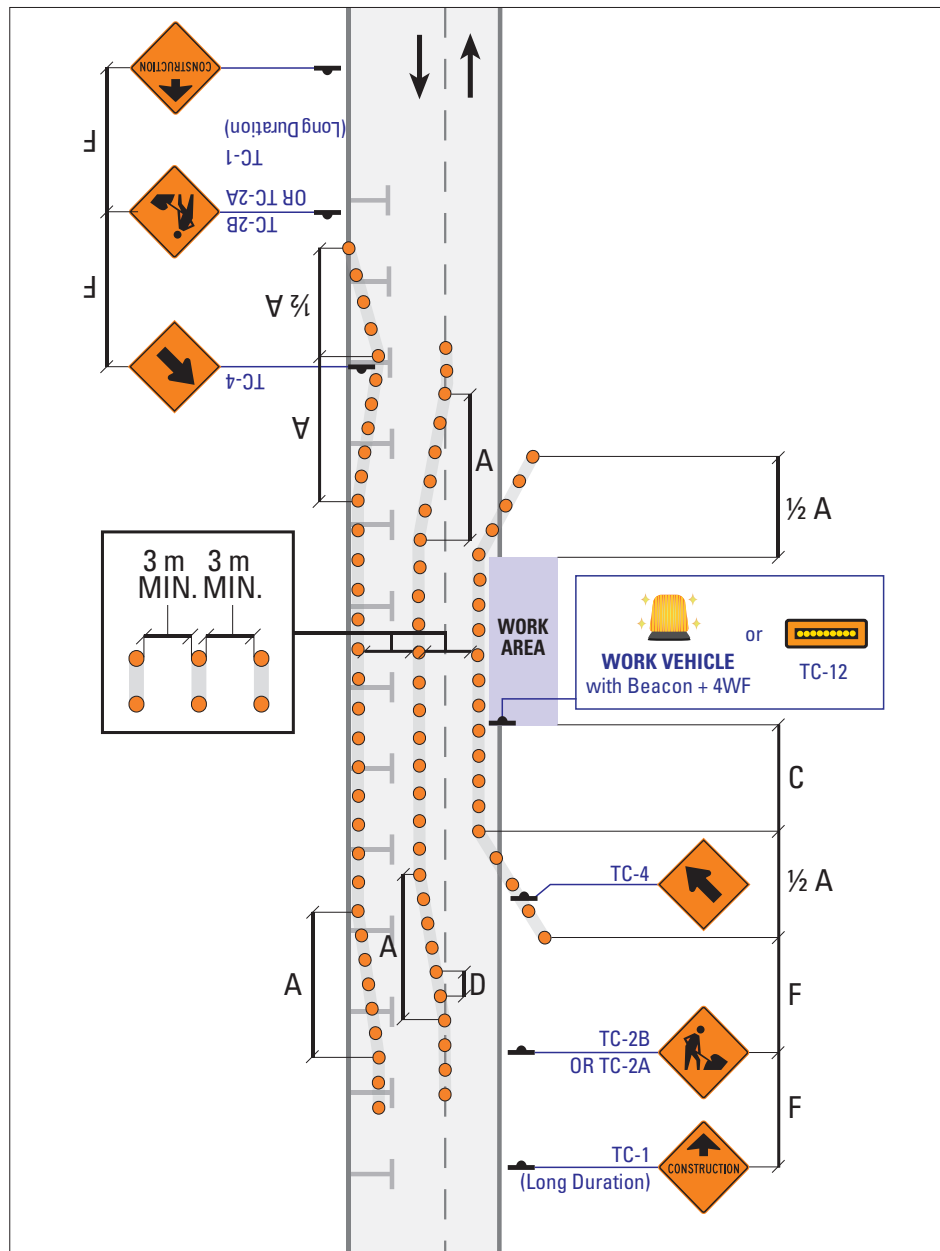 CONSTRUCTION
TC-1
(Long Duration)
F
TC-2B
OR TC-2A
F
½ A
TC-4
A
A
½ A
3 m 3 m
MIN. MIN.
WORK
AREA
or
WORK VEHICLE
with Beacon + 4WF
TC-12
C
TC-4
½ A
A
A
D
F
TC-2B
OR TC-2A
F
TC-1
(Long Duration)
CONSTRUCTION